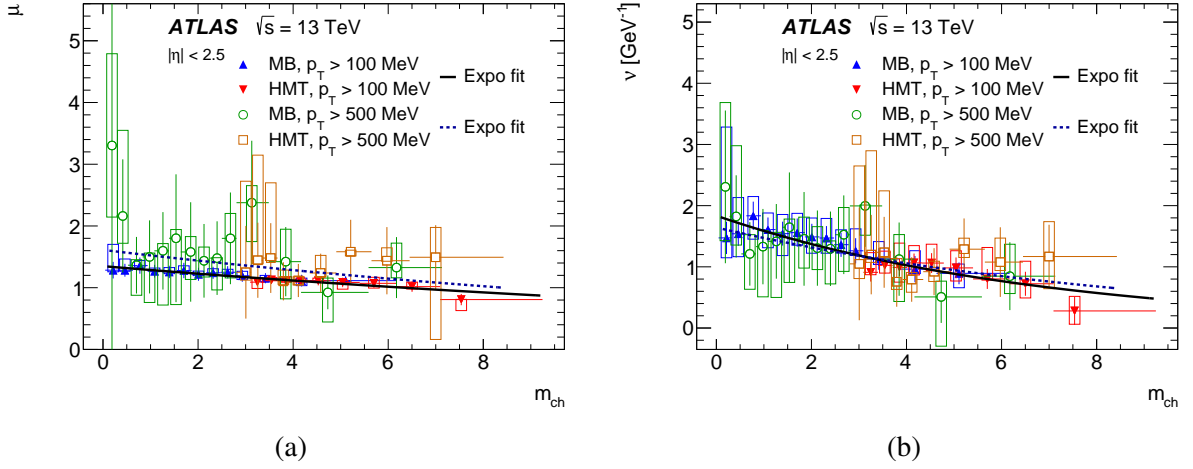 μ
ATLAS √s = 13 TeV
|η| < 2.5
MB, p_T > 100 MeV
HMT, p_T > 100 MeV
MB, p_T > 500 MeV
HMT, p_T > 500 MeV
Expo fit
Expo fit
5
4
3
2
1
0
0 2 4 6 8
m_ch
(a)
ν [GeV⁻¹]
ATLAS √s = 13 TeV
|η| < 2.5
MB, p_T > 100 MeV
HMT, p_T > 100 MeV
MB, p_T > 500 MeV
HMT, p_T > 500 MeV
Expo fit
Expo fit
5
4
3
2
1
0
0 2 4 6 8
m_ch
(b)